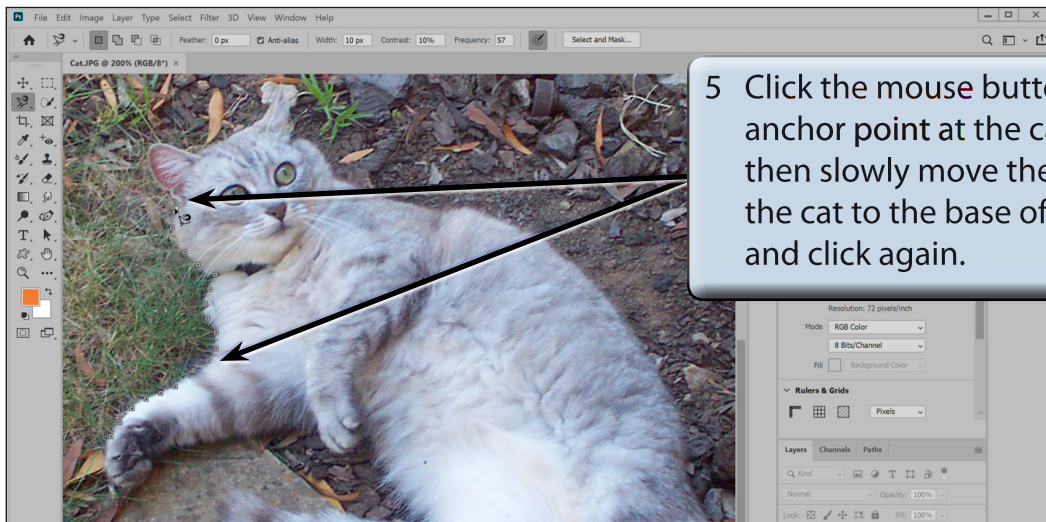 Ps File Edit Image Layer Type Select Filter 3D View Window Help
Feather: 0 px Anti-alias Width: 10 px Contrast: 10% Frequency: 57 Select and Mask...
Cat.JPG @ 200% (RGB/8*) ×
5 Click the mouse butt
anchor point at the c
then slowly move the
the cat to the base of
and click again.
Resolution: 72 pixels/inch
Mode RGB Color
8 Bits/Channel
Fill Background Color
Rulers & Grids
Pixels
Layers Channels Paths
Kind
Normal Opacity: 100%
Lock: Fill: 100%